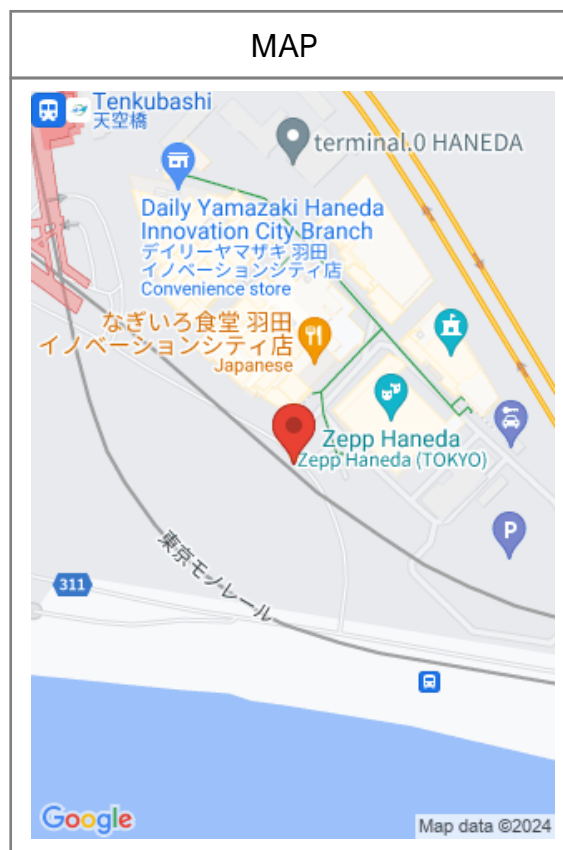 MAP
Tenkubashi
天空橋
terminal.0 HANEDA
Daily Yamazaki Haneda
Innovation City Branch
デイリーヤマザキ 羽田
イノベーションシティ店
Convenience store
なぎいろ食堂 羽田
イノベーションシティ店
Japanese
Zepp Haneda
Zepp Haneda (TOKYO)
P
東京モノレール
311
Google
Map data ©2024